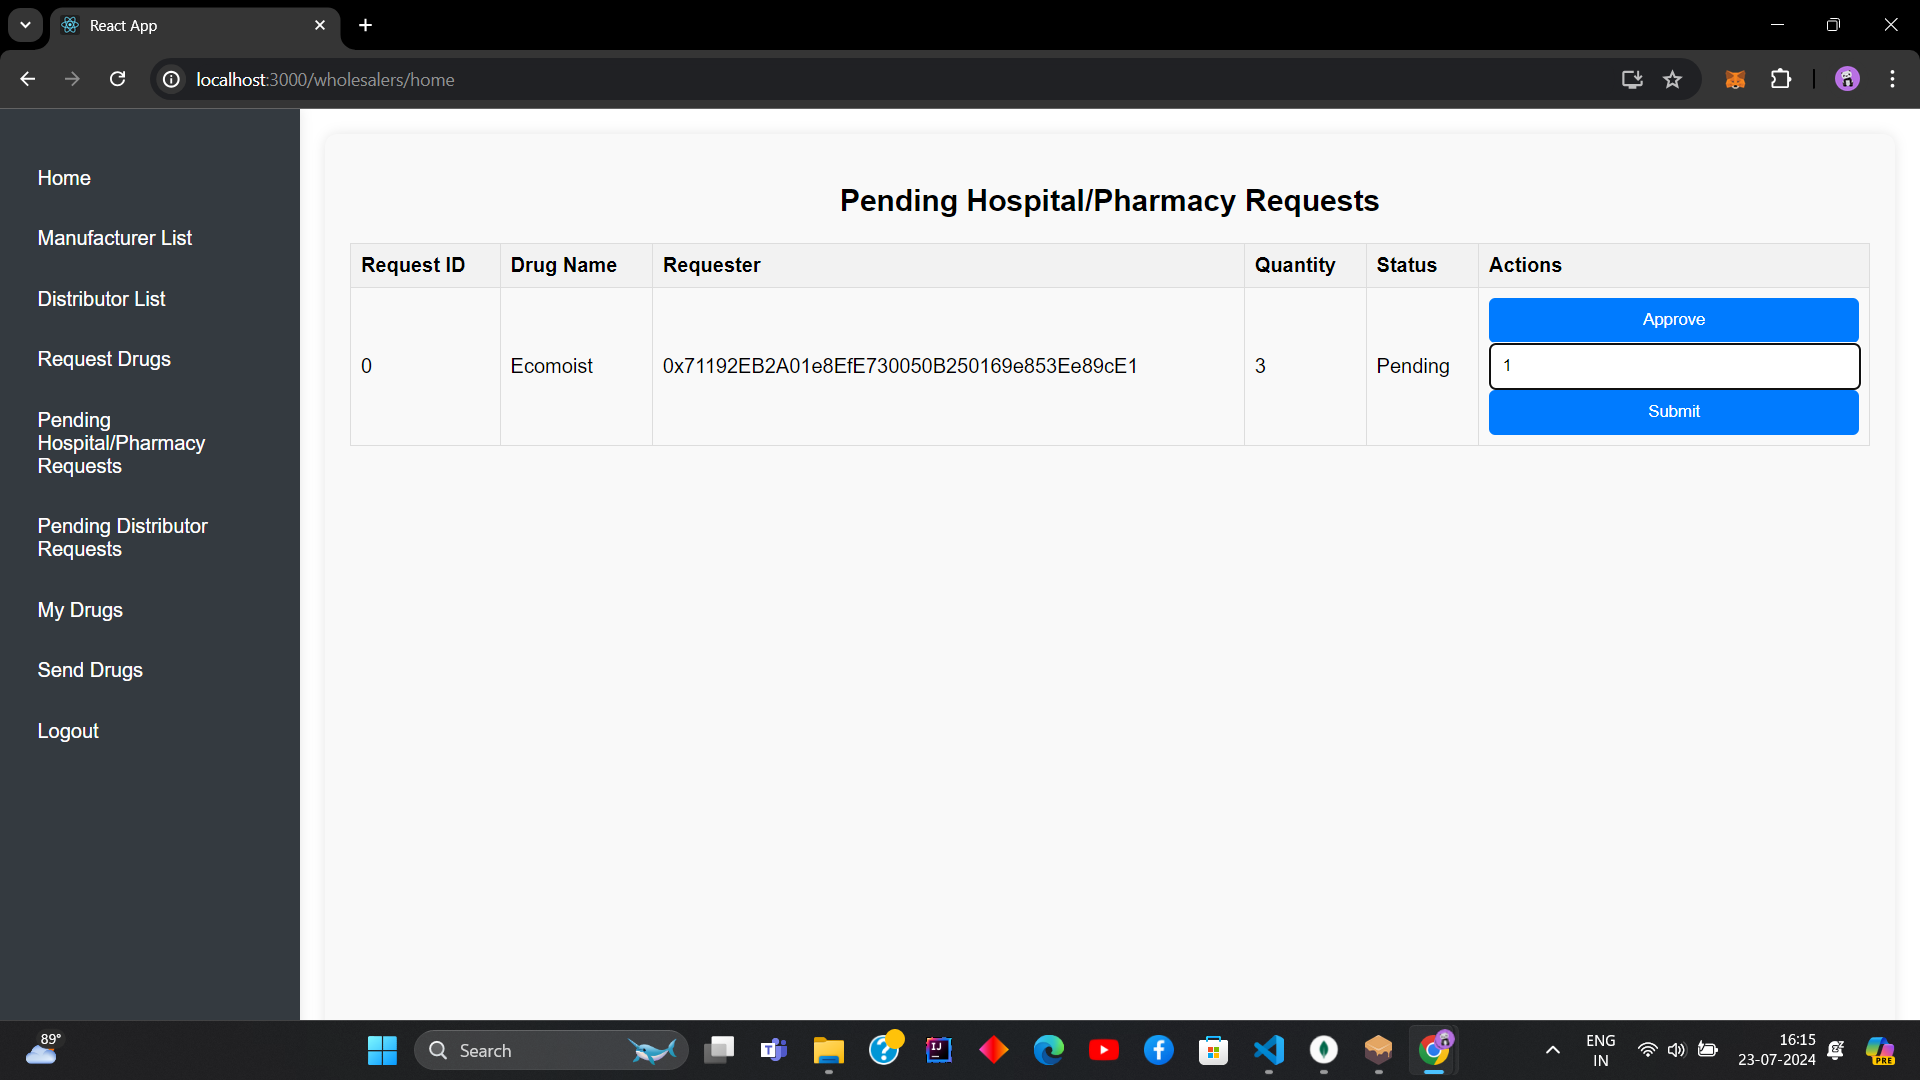 React App
localhost:3000/wholesalers/home
Home
Manufacturer List
Distributor List
Request Drugs
Pending
Hospital/Pharmacy
Requests
Pending Distributor
Requests
My Drugs
Send Drugs
Logout
Pending Hospital/Pharmacy Requests
Request ID Drug Name Requester Quantity Status Actions
Approve
0 Ecomoist 0x71192EB2A01e8EfE730050B250169e853Ee89cE1 3 Pending 1
Submit
89°
Search
ENG
IN
16:15
23-07-2024
PRE